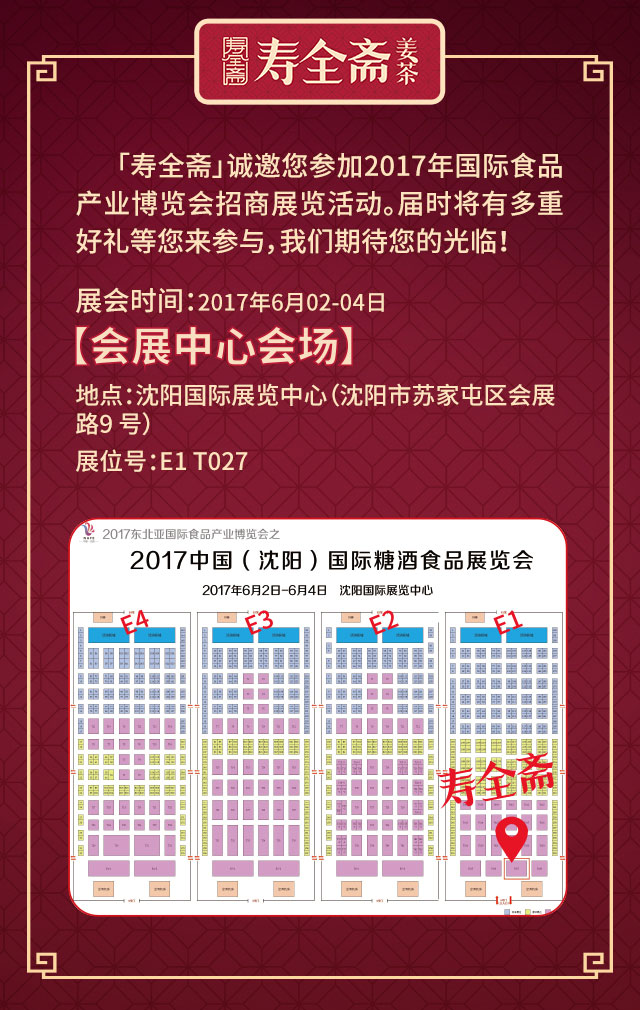 寿全斋
寿全斋
姜茶
「寿全斋」诚邀您参加2017年国际食品
产业博览会招商展览活动。届时将有多重
好礼等您来参与，我们期待您的光临！
展会时间：2017年6月02-04日
【会展中心会场】
地点：沈阳国际展览中心（沈阳市苏家屯区会展
路9 号）
展位号：E1 T027
2017东北亚国际食品产业博览会之
2017中国（沈阳）国际糖酒食品展览会
2017年6月2日-6月4日 沈阳国际展览中心
E4 E3 E2 E1
寿全斋